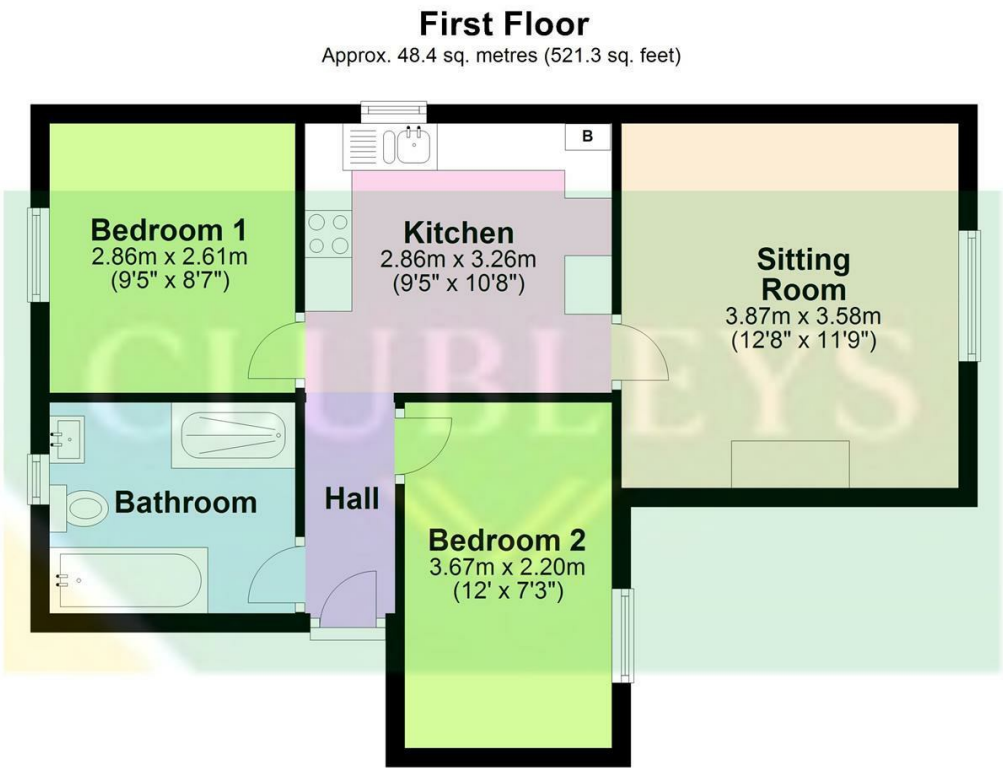 First Floor
Approx. 48.4 sq. metres (521.3 sq. feet)
B
Bedroom 1
2.86m x 2.61m
(9'5" x 8'7")
Kitchen
2.86m x 3.26m
(9'5" x 10'8")
Sitting
Room
3.87m x 3.58m
(12'8" x 11'9")
CLUBLEYS
Bathroom
Hall
Bedroom 2
3.67m x 2.20m
(12' x 7'3")